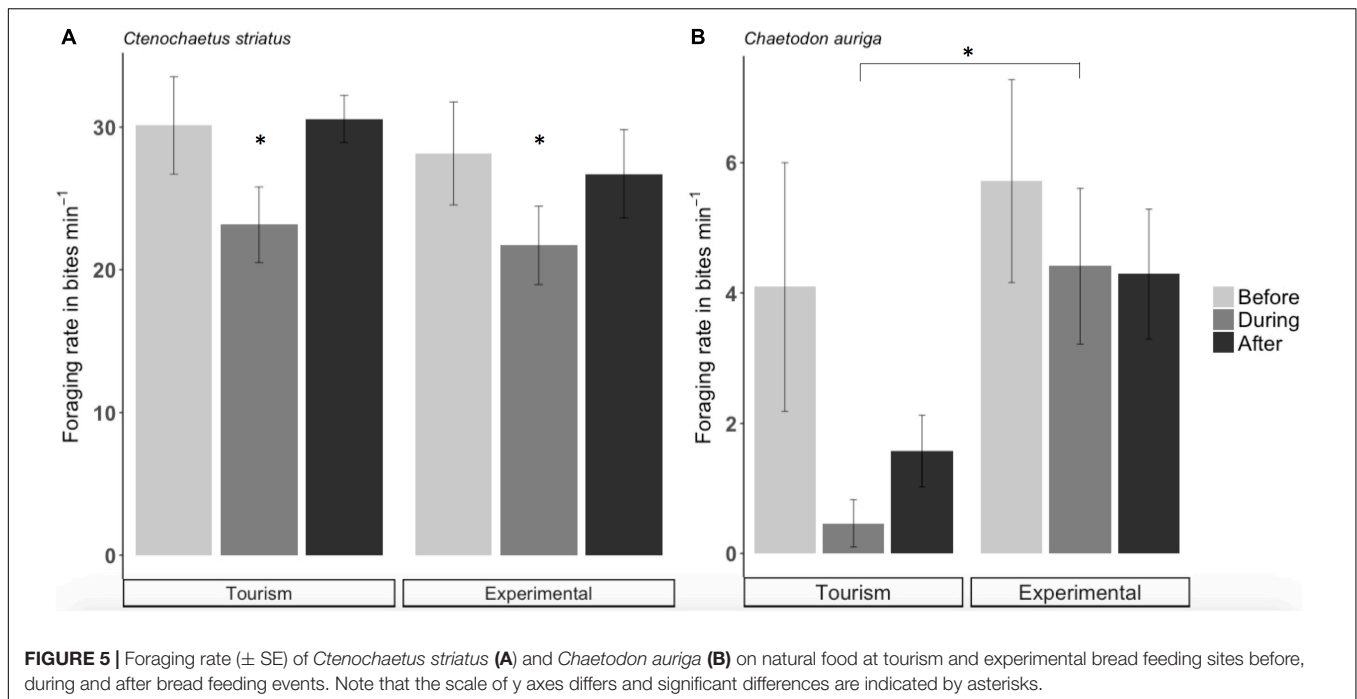 A
Ctenochaetus striatus
B
Chaetodon auriga
*
*
*
30
20
10
0
Foraging rate in bites min⁻¹
6
4
2
0
Foraging rate in bites min⁻¹
Before
During
After
Tourism
Experimental
Tourism
Experimental
FIGURE 5 | Foraging rate (± SE) of Ctenochaetus striatus (A) and Chaetodon auriga (B) on natural food at tourism and experimental bread feeding sites before,
during and after bread feeding events. Note that the scale of y axes differs and significant differences are indicated by asterisks.